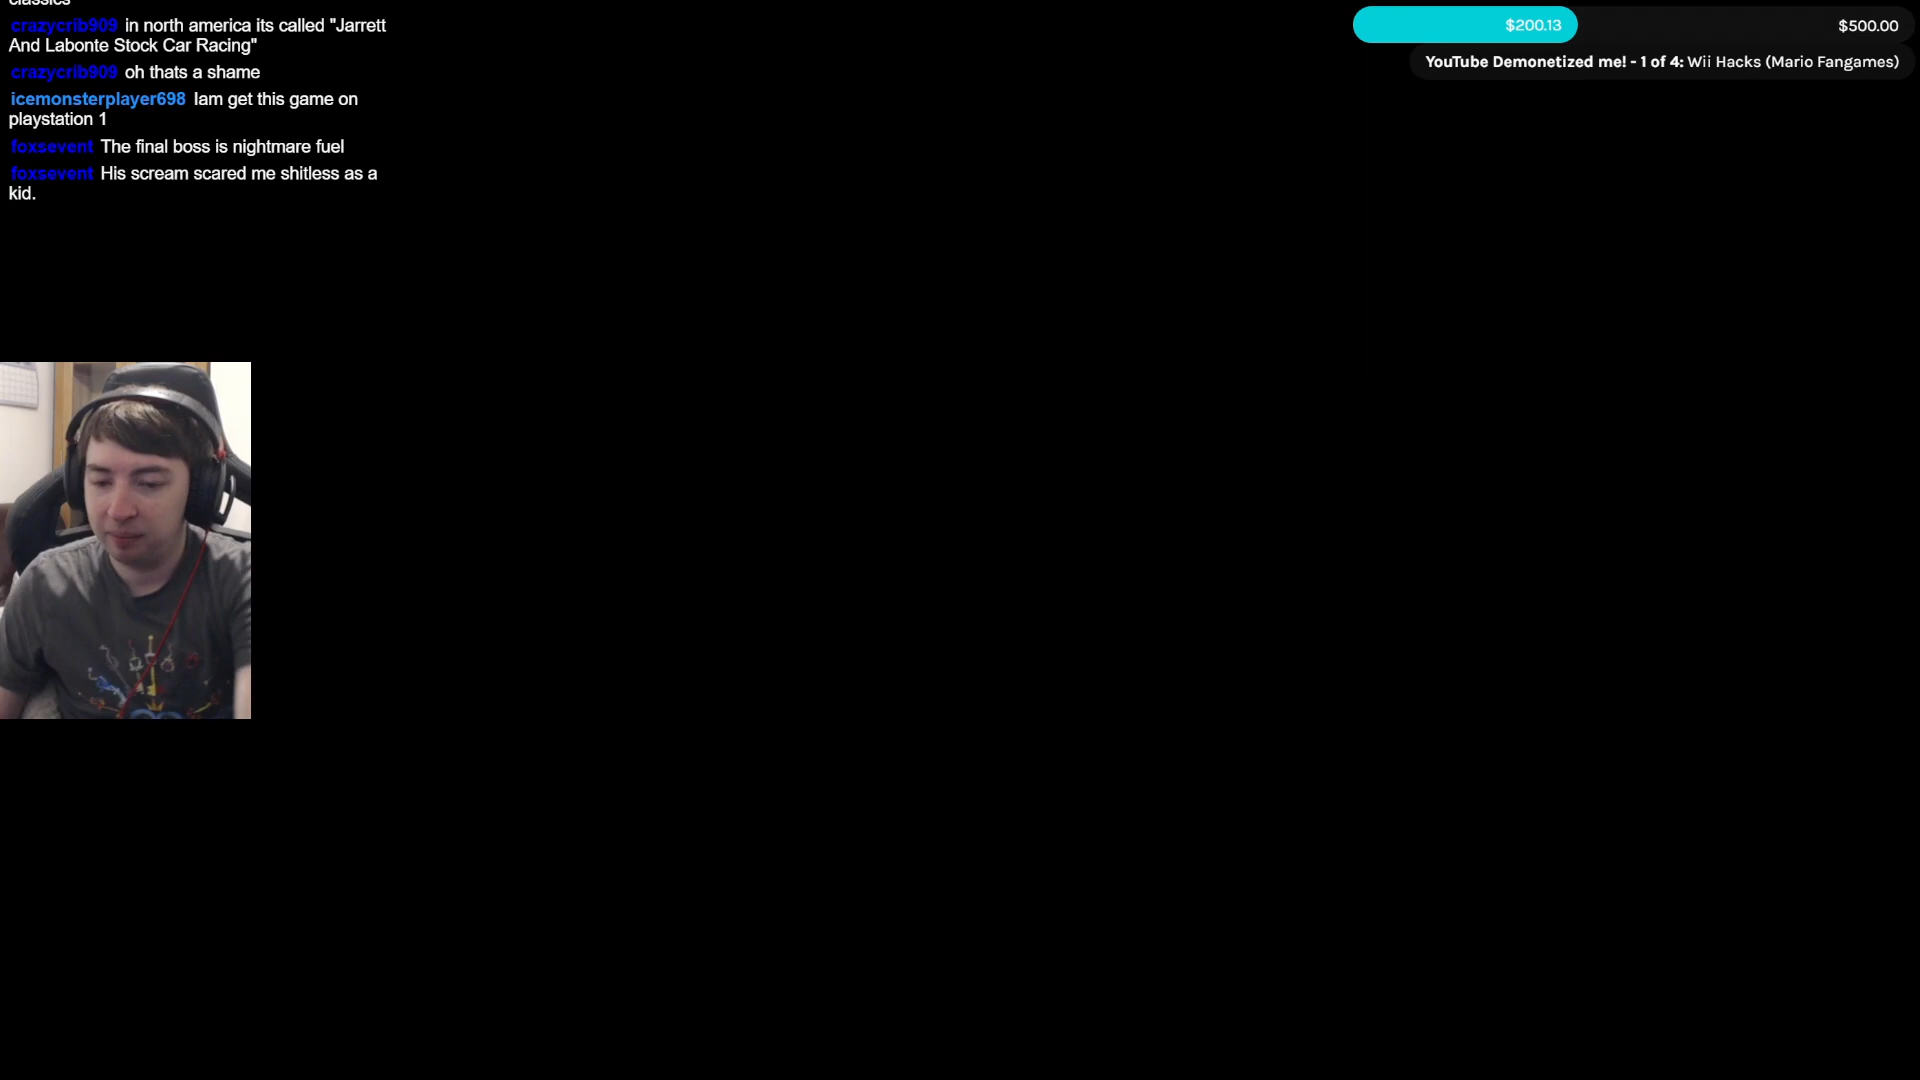 classics
crazycrib909 in north america its called "Jarrett
And Labonte Stock Car Racing"
crazycrib909 oh thats a shame
icemonsterplayer698 Iam get this game on
playstation 1
foxsevent The final boss is nightmare fuel
foxsevent His scream scared me shitless as a
kid.
$200.13 $500.00
YouTube Demonetized me! - 1 of 4: Wii Hacks (Mario Fangames)